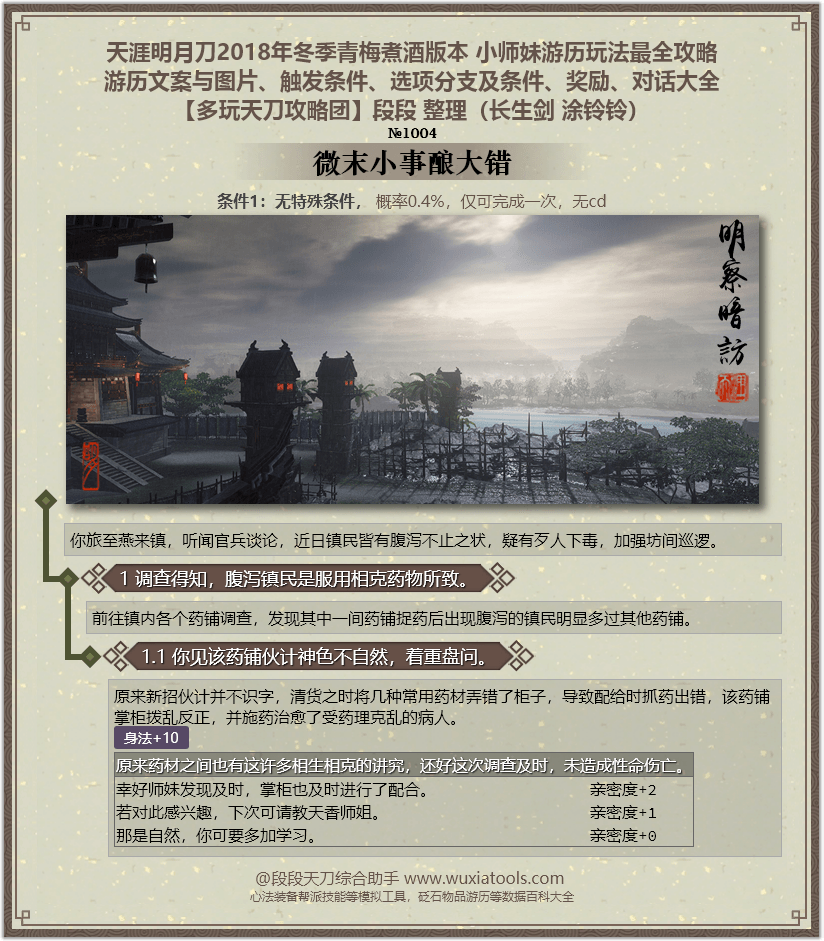 天涯明月刀2018年冬季青梅煮酒版本 小师妹游历玩法最全攻略
游历文案与图片、触发条件、选项分支及条件、奖励、对话大全
【多玩天刀攻略团】段段 整理（长生剑 涂铃铃）
№1004
微末小事酿大错
条件1：无特殊条件， 概率0.4%，仅可完成一次，无cd
明察暗訪
你旅至燕来镇，听闻官兵谈论，近日镇民皆有腹泻不止之状，疑有歹人下毒，加强坊间巡逻。
1 调查得知，腹泻镇民是服用相克药物所致。
前往镇内各个药铺调查，发现其中一间药铺捉药后出现腹泻的镇民明显多过其他药铺。
1.1 你见该药铺伙计神色不自然，着重盘问。
原来新招伙计并不识字，清货之时将几种常用药材弄错了柜子，导致配给时抓药出错，该药铺
掌柜拨乱反正，并施药治愈了受药理克乱的病人。
身法+10
原来药材之间也有这许多相生相克的讲究，还好这次调查及时，未造成性命伤亡。
幸好师妹发现及时，掌柜也及时进行了配合。 亲密度+2
若对此感兴趣，下次可请教天香师姐。 亲密度+1
那是自然，你可要多加学习。 亲密度+0
@段段天刀综合助手 www.wuxiatools.com
心法装备帮派技能等模拟工具，砭石物品游历等数据百科大全